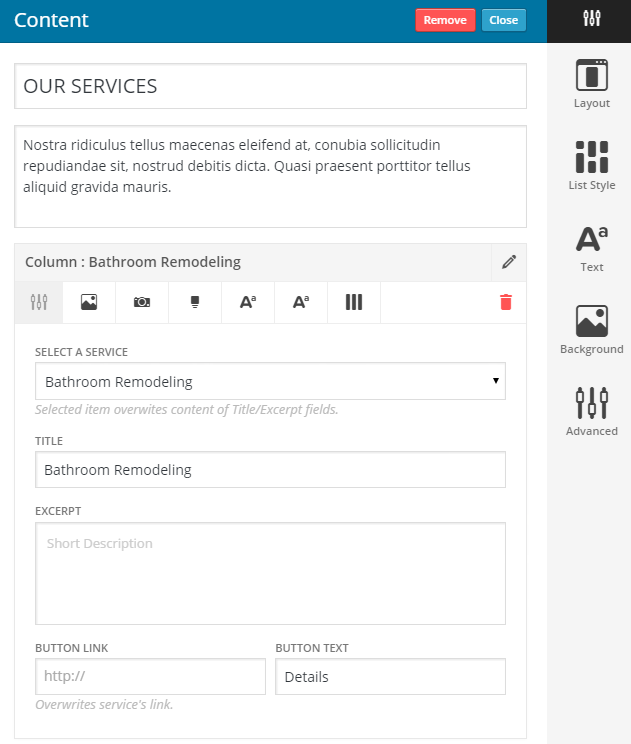 Content
Remove
Close
OUR SERVICES
Nostra ridiculus tellus maecenas eleifend at, conubia sollicitudin
repudiandae sit, nostrud debitis dicta. Quasi praesent porttitor tellus
aliquid gravida mauris.
Column : Bathroom Remodeling
Aa
Aa
SELECT A SERVICE
Bathroom Remodeling
Selected item overwites content of Title/Excerpt fields.
TITLE
Bathroom Remodeling
EXCERPT
Short Description
BUTTON LINK
BUTTON TEXT
http://
Details
Overwrites service's link.
Layout
List Style
Aa
Text
Background
Advanced